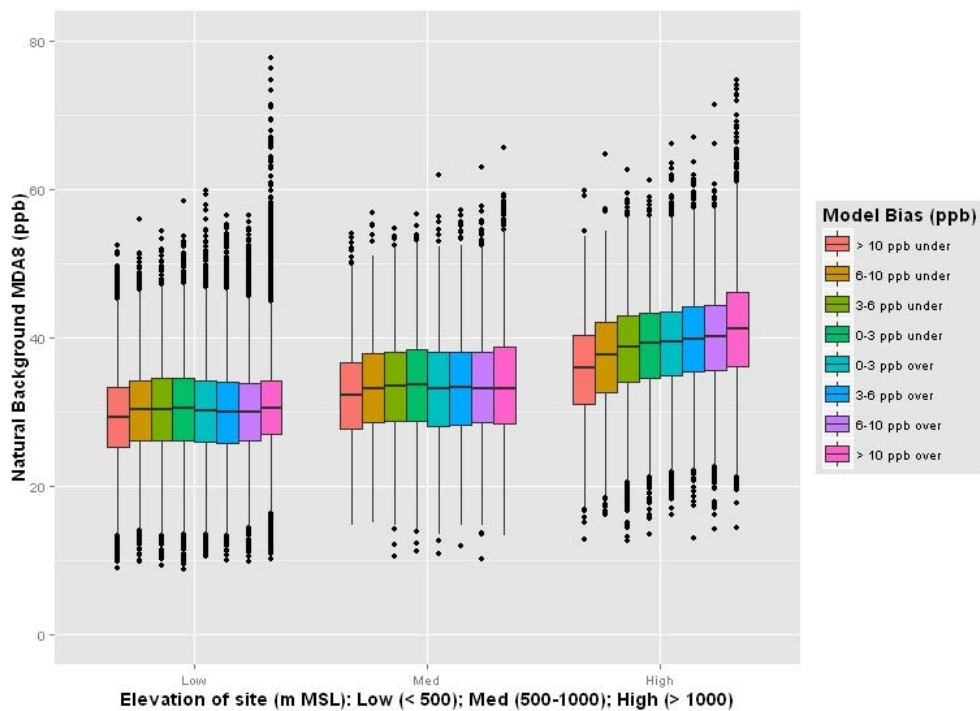 80
60
40
20
0
Natural Background MDA8 (ppb)
Low
Med
High
Elevation of site (m MSL): Low (< 500); Med (500-1000); High (> 1000)
Model Bias (ppb)
> 10 ppb under
6-10 ppb under
3-6 ppb under
0-3 ppb under
0-3 ppb over
3-6 ppb over
6-10 ppb over
> 10 ppb over